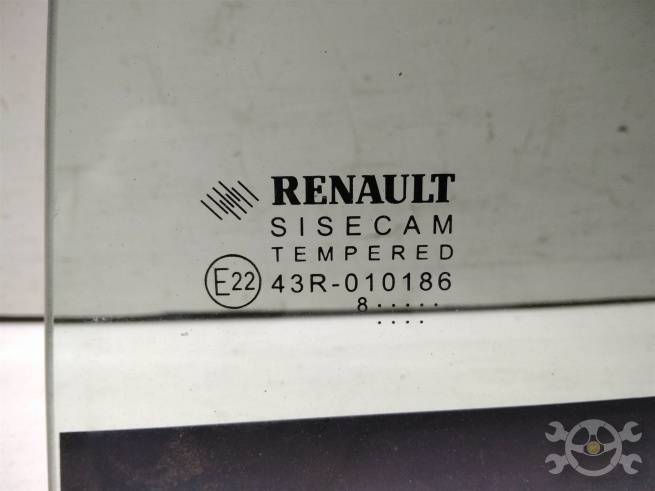 RENAULT
SISECAM
TEMPERED
E22 43R-010186
8 . . . . .
. . . .